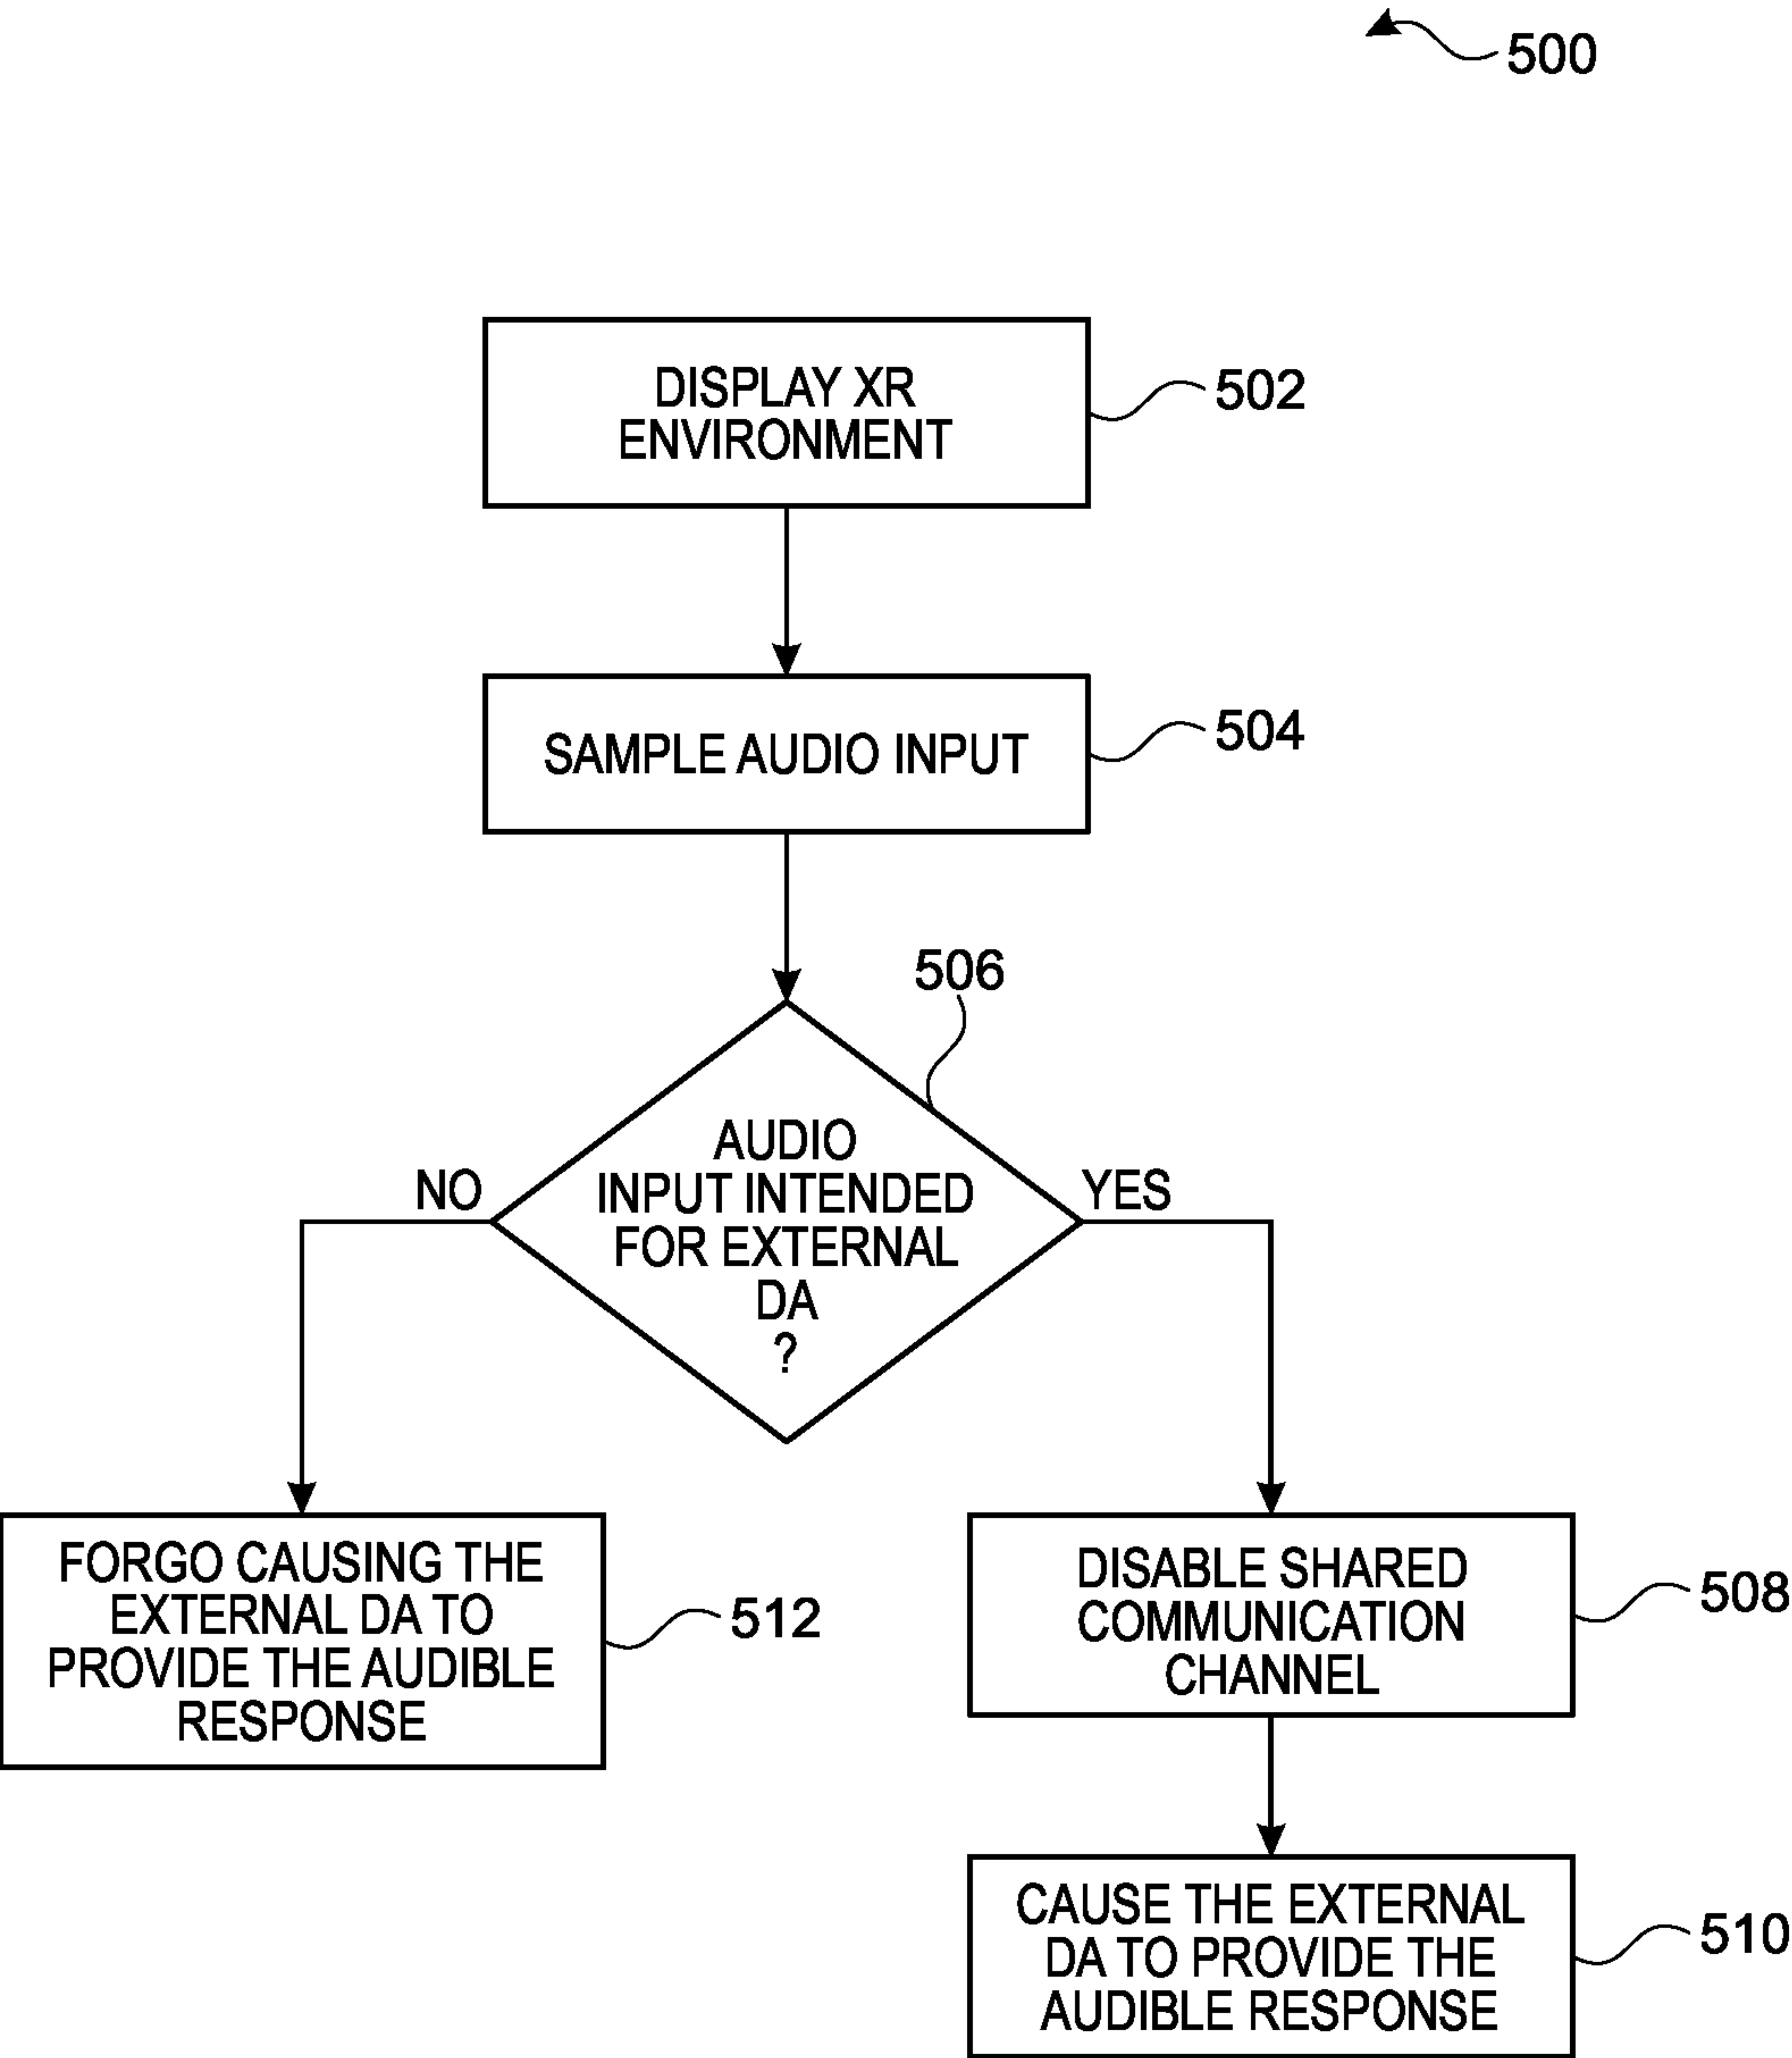 500
DISPLAY XR
ENVIRONMENT
502
SAMPLE AUDIO INPUT
504
506
AUDIO
INPUT INTENDED
FOR EXTERNAL
DA
?
NO
YES
FORGO CAUSING THE
EXTERNAL DA TO
PROVIDE THE AUDIBLE
RESPONSE
512
DISABLE SHARED
COMMUNICATION
CHANNEL
508
CAUSE THE EXTERNAL
DA TO PROVIDE THE
AUDIBLE RESPONSE
510